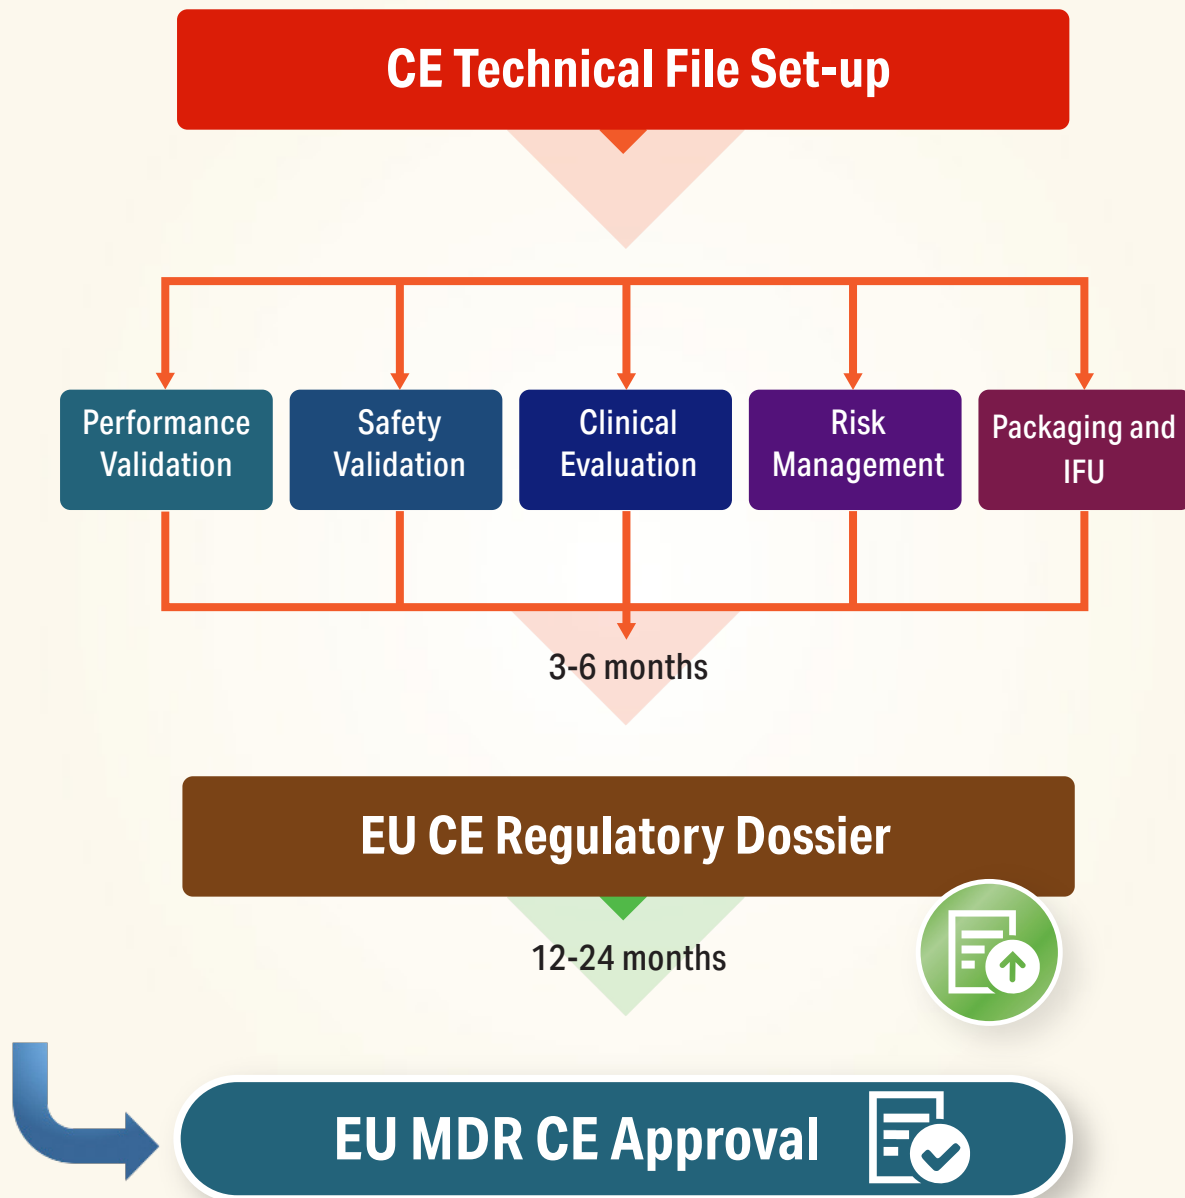 CE Technical File Set-up
Performance
Validation
Safety
Validation
Clinical
Evaluation
Risk
Management
Packaging and
IFU
3-6 months
EU CE Regulatory Dossier
12-24 months
EU MDR CE Approval